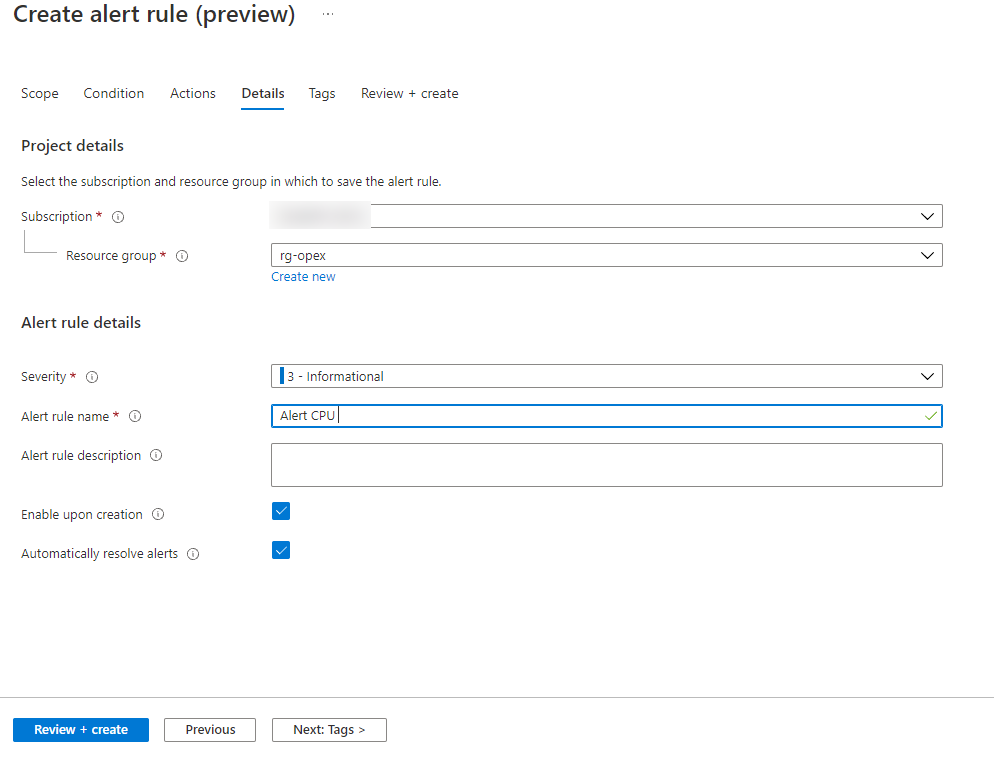 Create alert rule (preview) ...
Scope Condition Actions Details Tags Review + create
Project details
Select the subscription and resource group in which to save the alert rule.
Subscription *
Resource group * rg-opex
Create new
Alert rule details
Severity * 3 - Informational
Alert rule name * Alert CPU
Alert rule description
Enable upon creation
Automatically resolve alerts
Review + create Previous Next: Tags >